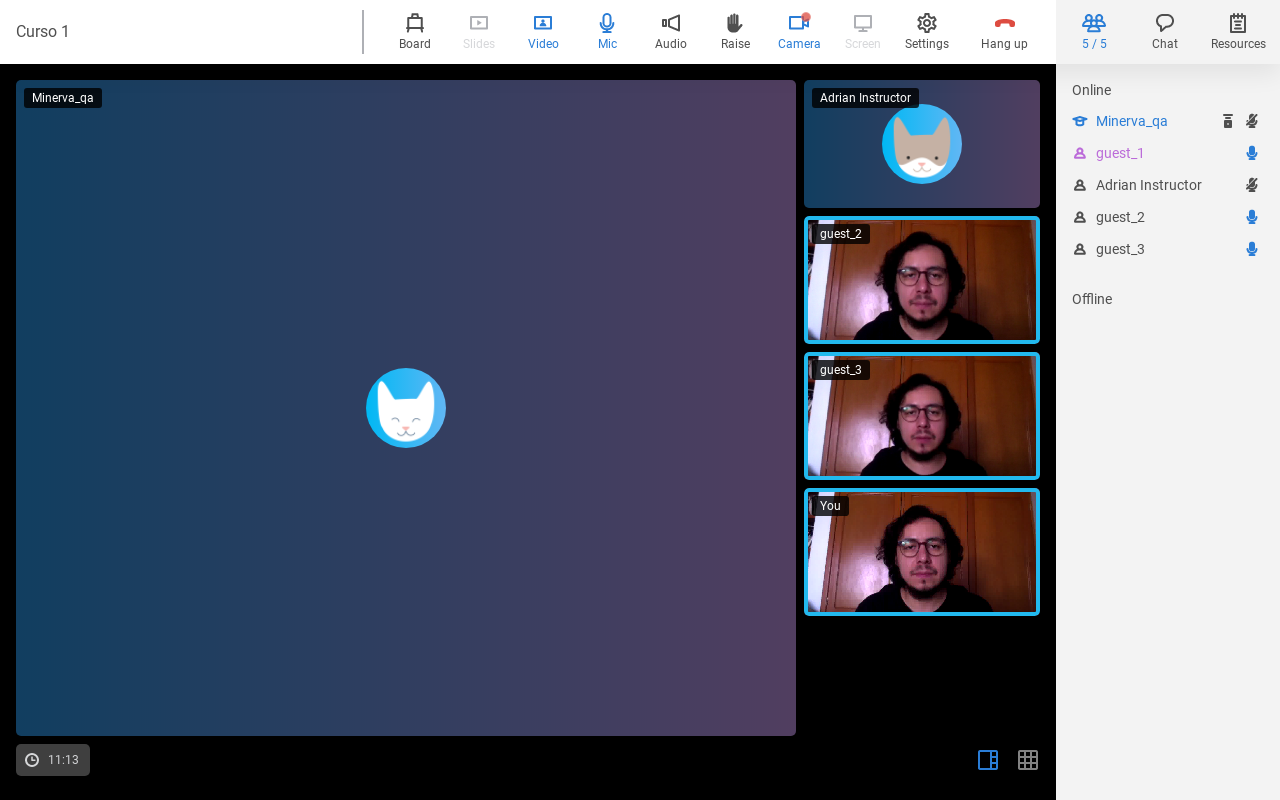 Curso 1
Board
Slides
Video
Mic
Audio
Raise
Camera
Screen
Settings
Hang up
5 / 5
Chat
Resources
Minerva_qa
Adrian Instructor
guest_2
guest_3
You
11:13
Online
Minerva_qa
guest_1
Adrian Instructor
guest_2
guest_3
Offline